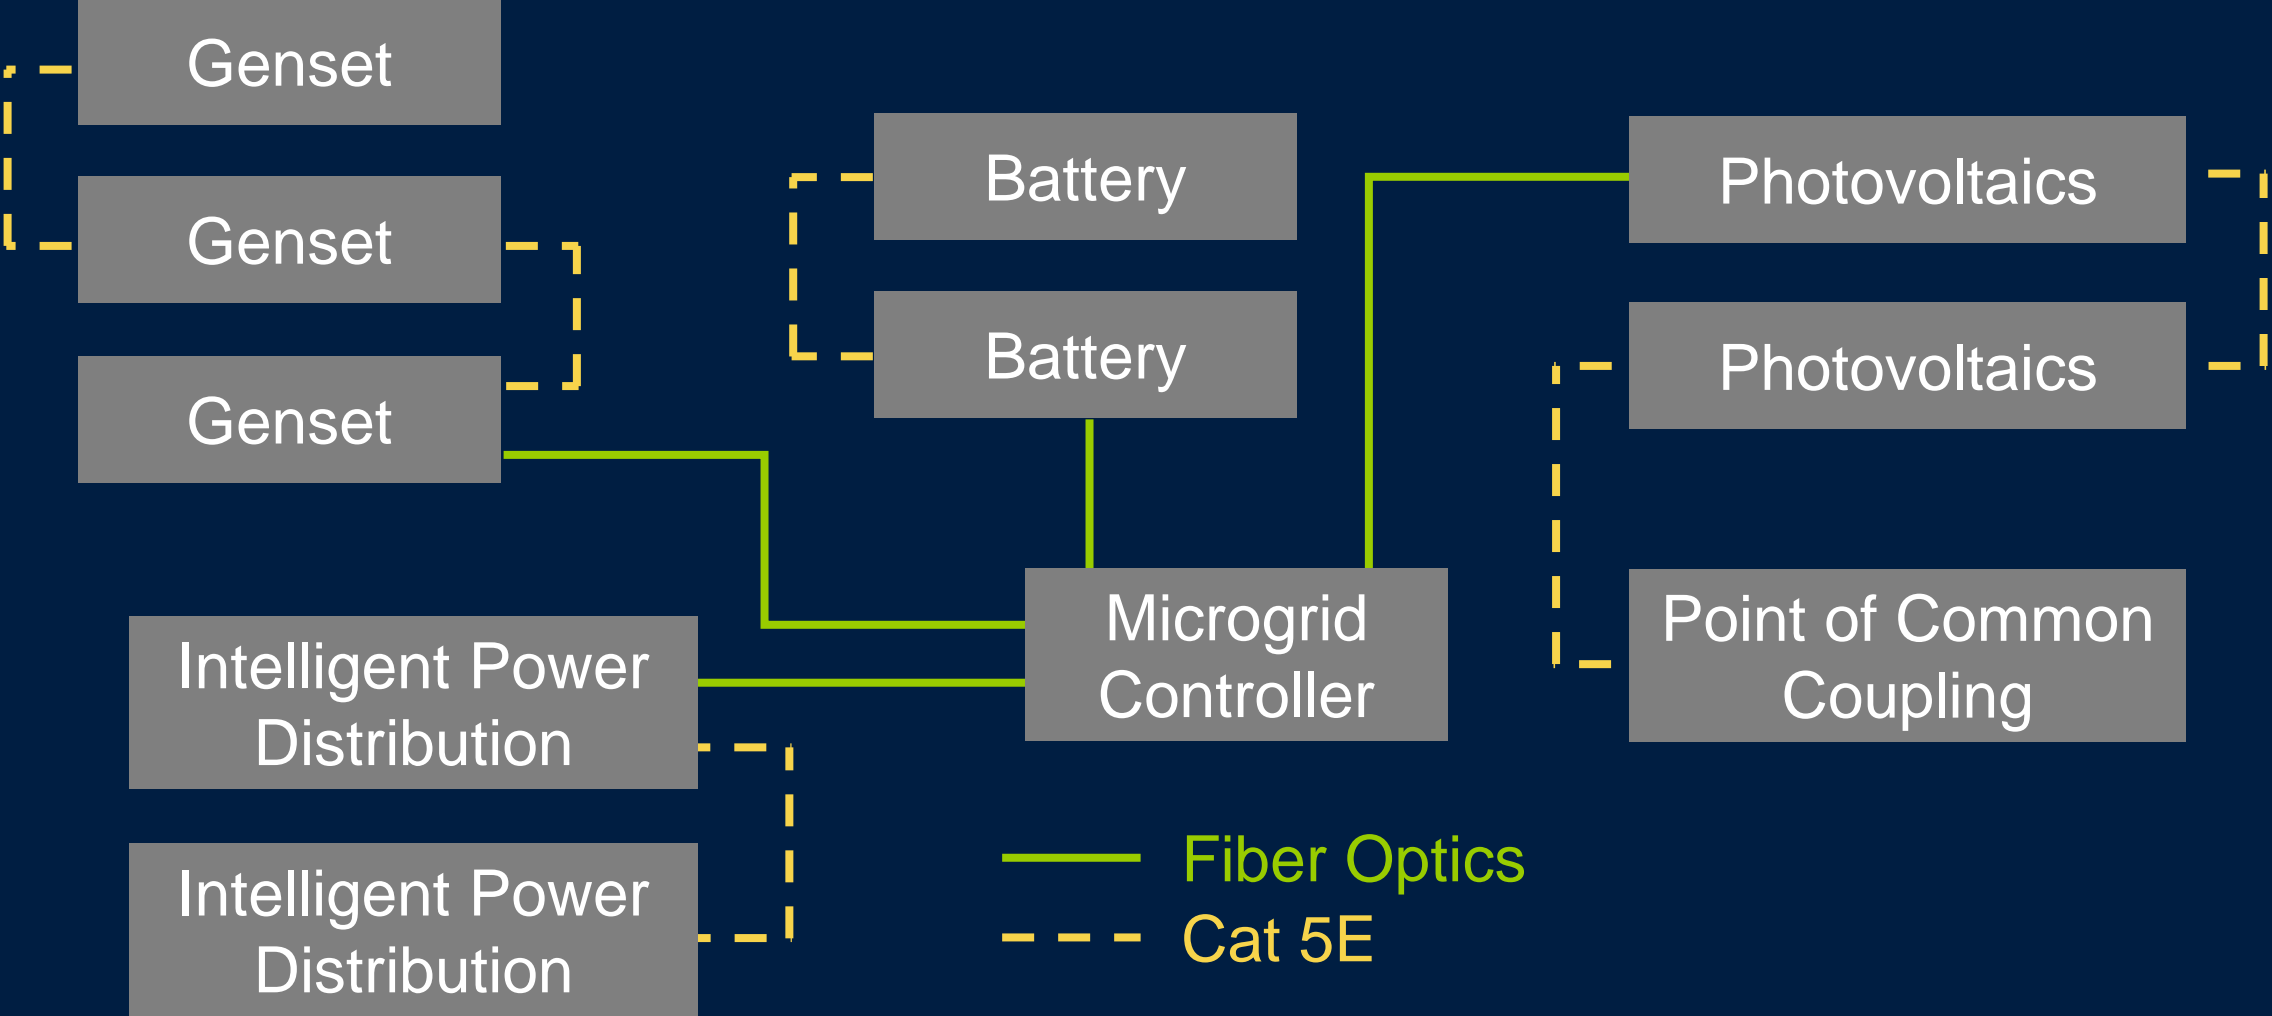 Genset
Genset
Genset
Battery
Battery
Photovoltaics
Photovoltaics
Microgrid
Controller
Point of Common
Coupling
Intelligent Power
Distribution
Intelligent Power
Distribution
Fiber Optics
Cat 5E